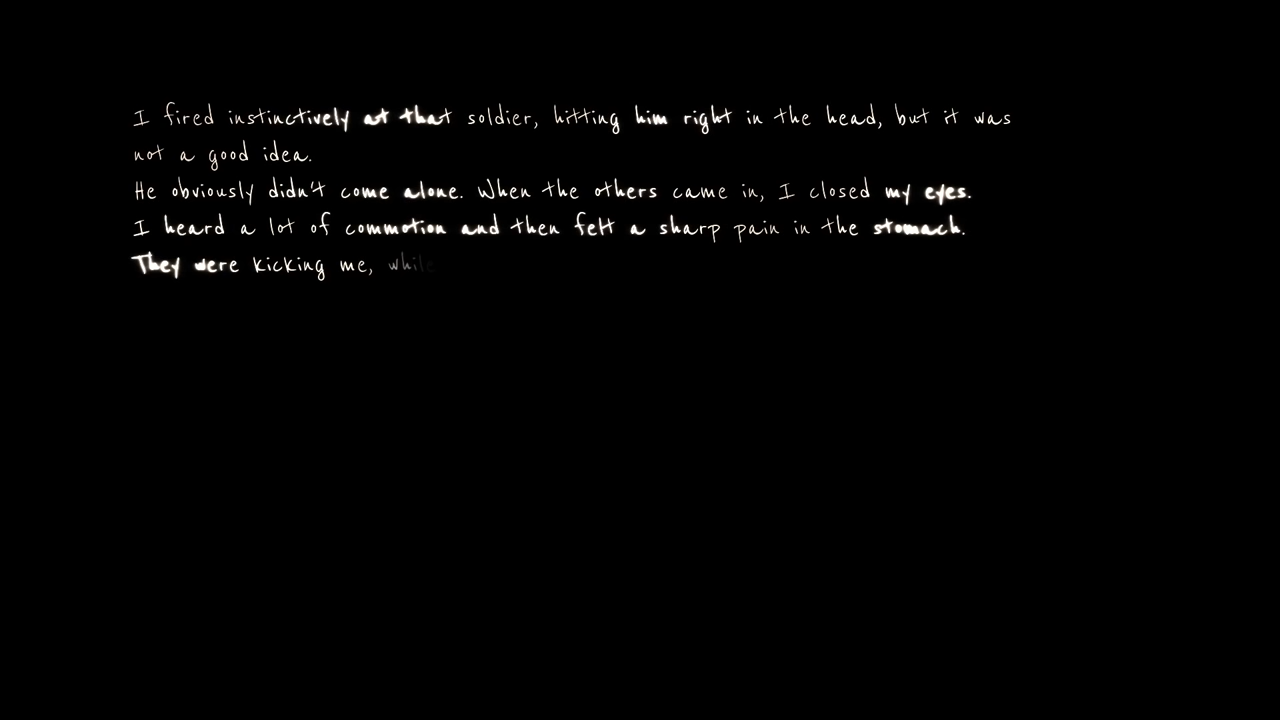 I fired instinctively at that soldier, hitting him right in the head, but it was
not a good idea.
He obviously didn't come alone. When the others came in, I closed my eyes.
I heard a lot of commotion and then felt a sharp pain in the stomach.
They were kicking me, while